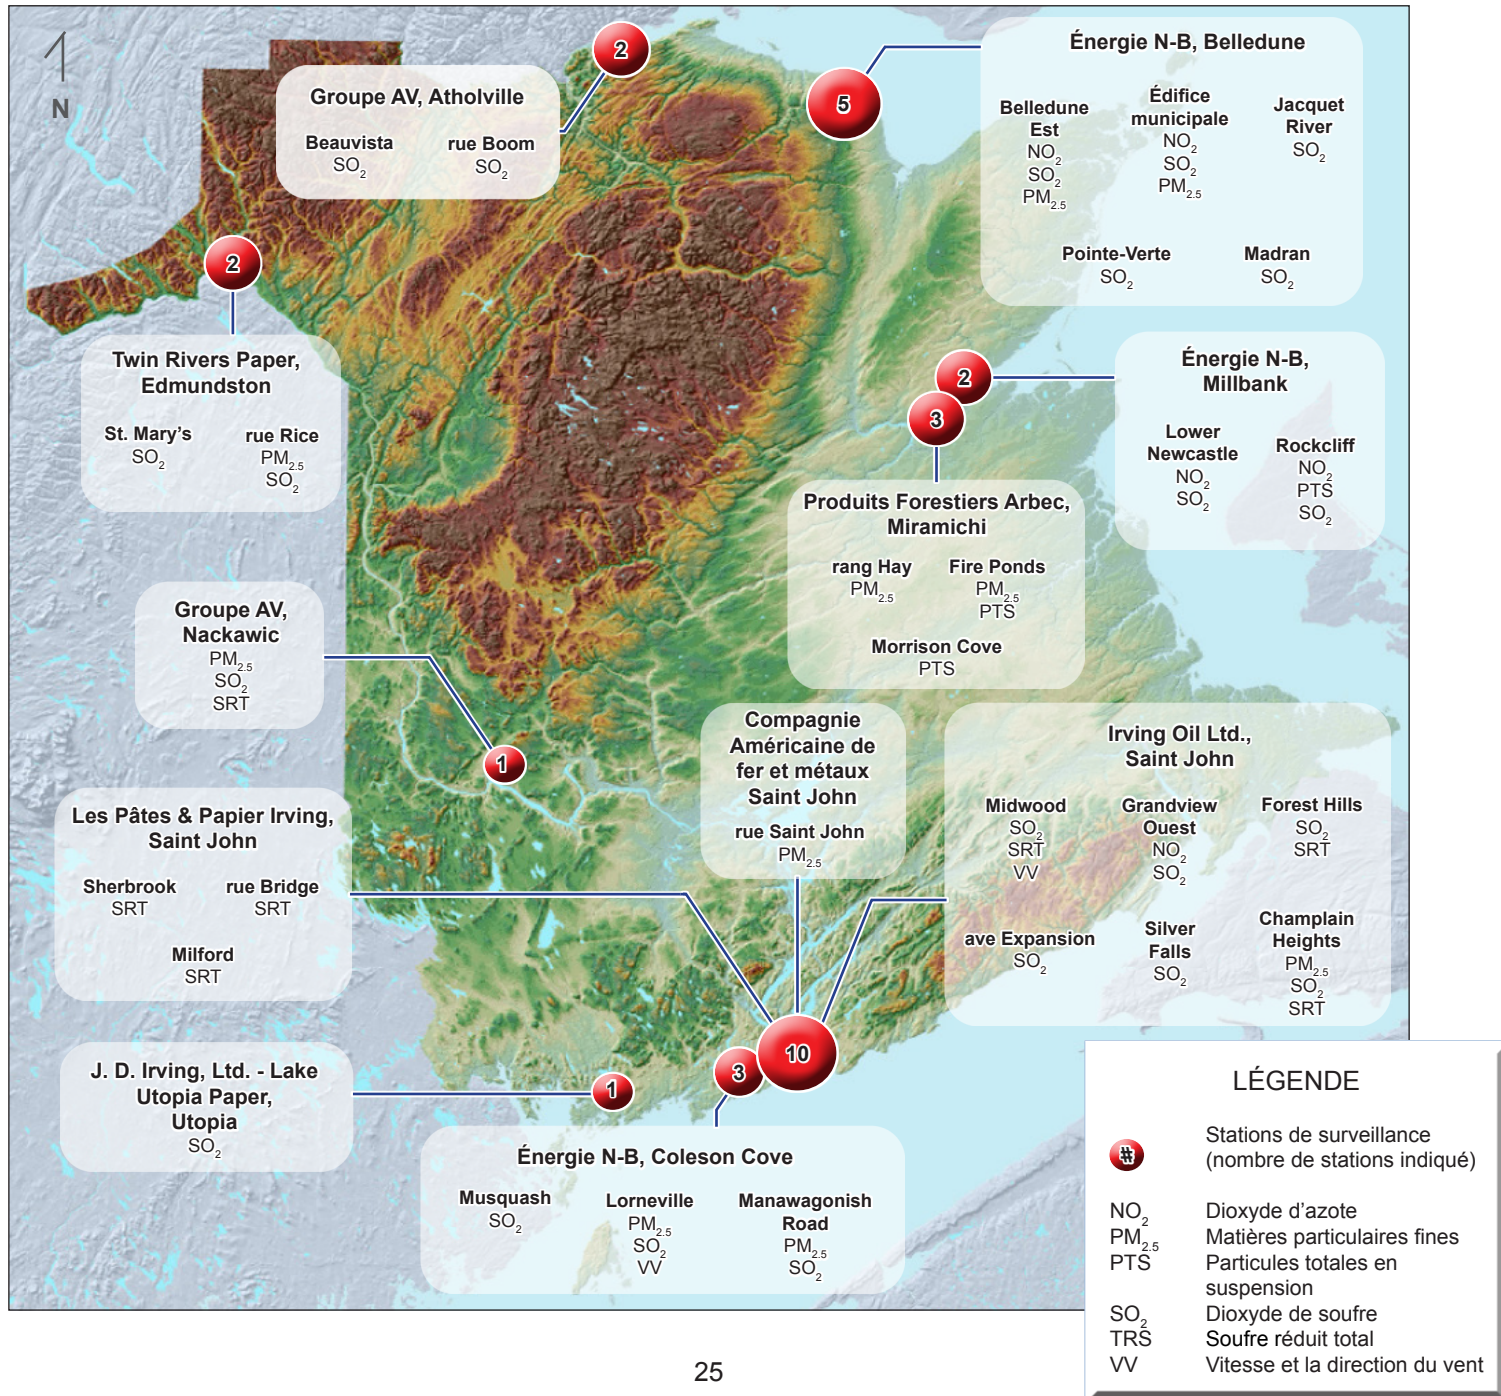 N
2
5
Groupe AV, Atholville
Beauvista
SO2
rue Boom
SO2
Énergie N-B, Belledune
Belledune
Est
NO2
SO2
PM2.5
Édifice
municipale
NO2
SO2
PM2.5
Jacquet
River
SO2
Pointe-Verte
SO2
Madran
SO2
2
Twin Rivers Paper,
Edmundston
St. Mary's
SO2
rue Rice
PM2.5
SO2
2
3
Énergie N-B,
Millbank
Lower
Newcastle
NO2
SO2
Rockcliff
NO2
PTS
SO2
Produits Forestiers Arbec,
Miramichi
rang Hay
PM2.5
Fire Ponds
PM2.5
PTS
Morrison Cove
PTS
Groupe AV,
Nackawic
PM2.5
SO2
SRT
1
Compagnie
Américaine de
fer et métaux
Saint John
rue Saint John
PM2.5
Irving Oil Ltd.,
Saint John
Midwood
SO2
SRT
VV
Grandview
Ouest
NO2
SO2
Forest Hills
SO2
SRT
ave Expansion
SO2
Silver
Falls
SO2
Champlain
Heights
PM2.5
SO2
SRT
Les Pâtes & Papier Irving,
Saint John
Sherbrook
SRT
rue Bridge
SRT
Milford
SRT
10
3
1
J. D. Irving, Ltd. - Lake
Utopia Paper,
Utopia
SO2
Énergie N-B, Coleson Cove
Musquash
SO2
Lorneville
PM2.5
SO2
VV
Manawagonish
Road
PM2.5
SO2
LÉGENDE
# Stations de surveillance
(nombre de stations indiqué)
NO2 Dioxyde d'azote
PM2.5 Matières particulaires fines
PTS Particules totales en
suspension
SO2 Dioxyde de soufre
TRS Soufre réduit total
VV Vitesse et la direction du vent
25